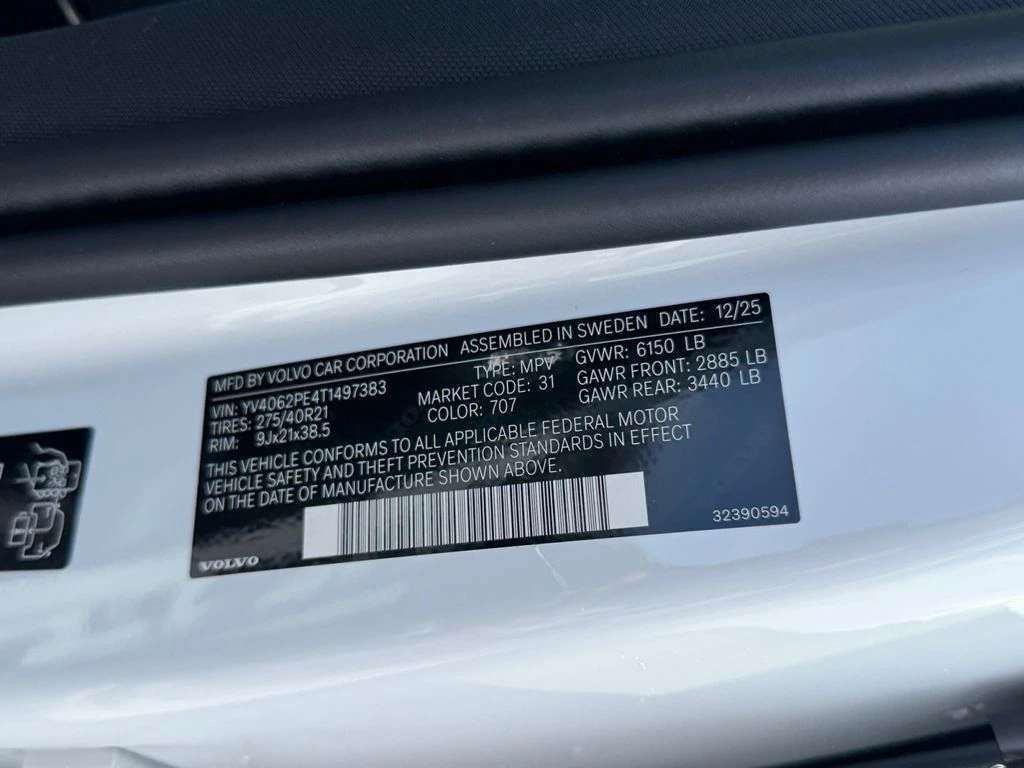 MFD BY VOLVO CAR CORPORATION ASSEMBLED IN SWEDEN DATE: 12/25
VIN: YV4062PE4T1497383 TYPE: MPV GVWR: 6150 LB
TIRES: 275/40R21 MARKET CODE: 31 GAWR FRONT: 2885 LB
RIM: 9Jx21x38.5 COLOR: 707 GAWR REAR: 3440 LB
THIS VEHICLE CONFORMS TO ALL APPLICABLE FEDERAL MOTOR
VEHICLE SAFETY AND THEFT PREVENTION STANDARDS IN EFFECT
ON THE DATE OF MANUFACTURE SHOWN ABOVE.
VOLVO 32390594